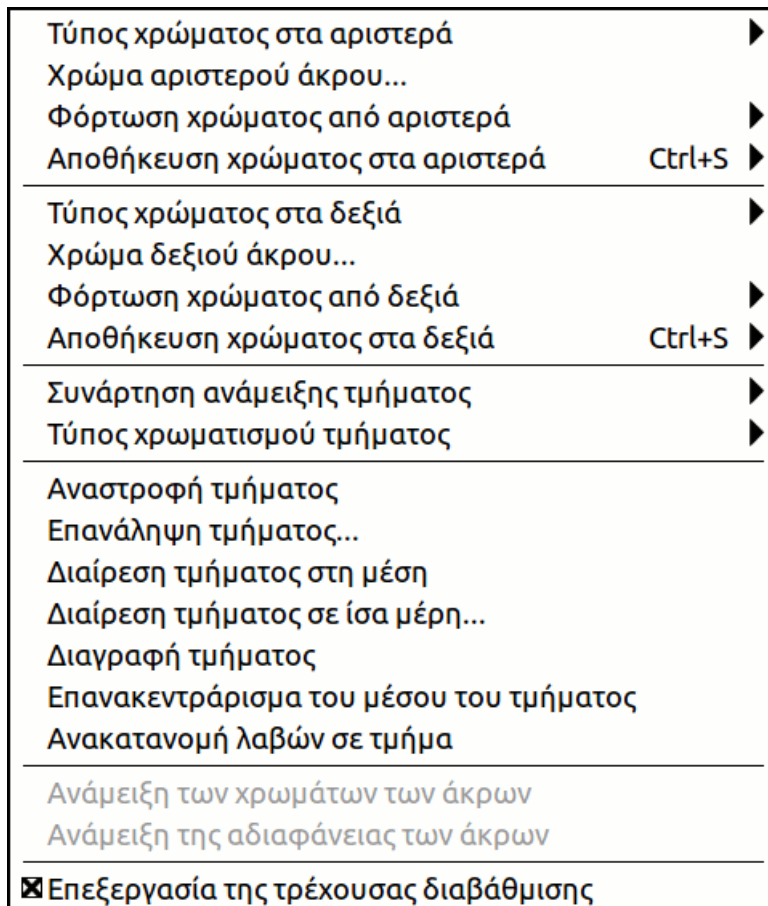 Τύπος χρώματος στα αριστερά
Χρώμα αριστερού άκρου...
Φόρτωση χρώματος από αριστερά
Αποθήκευση χρώματος στα αριστερά Ctrl+S
Τύπος χρώματος στα δεξιά
Χρώμα δεξιού άκρου...
Φόρτωση χρώματος από δεξιά
Αποθήκευση χρώματος στα δεξιά Ctrl+S
Συνάρτηση ανάμειξης τμήματος
Τύπος χρωματισμού τμήματος
Αναστροφή τμήματος
Επανάληψη τμήματος...
Διαίρεση τμήματος στη μέση
Διαίρεση τμήματος σε ίσα μέρη...
Διαγραφή τμήματος
Επανακεντράρισμα του μέσου του τμήματος
Ανακατανομή λαβών σε τμήμα
Ανάμειξη των χρωμάτων των άκρων
Ανάμειξη της αδιαφάνειας των άκρων
Επεξεργασία της τρέχουσας διαβάθμισης